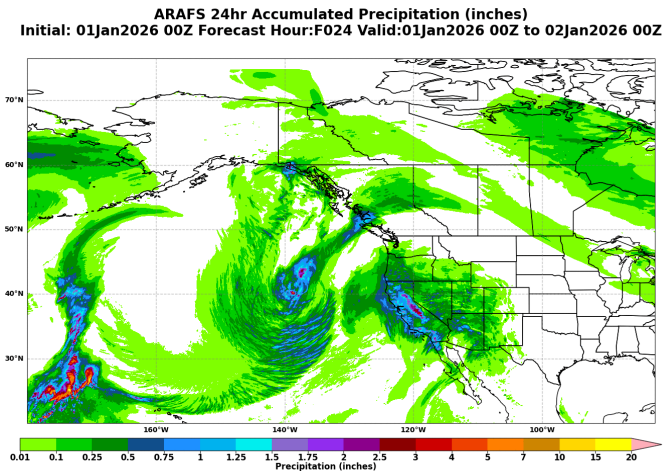 ARAFS 24hr Accumulated Precipitation (inches)
Initial: 01Jan2026 00Z Forecast Hour:F024 Valid:01Jan2026 00Z to 02Jan2026 00Z
70°N
60°N
50°N
40°N
30°N
160°W 140°W 120°W 100°W
0.01 0.1 0.25 0.5 0.75 1 1.25 1.5 1.75 2 2.5 3 4 5 7 10 15 20
Precipitation (inches)